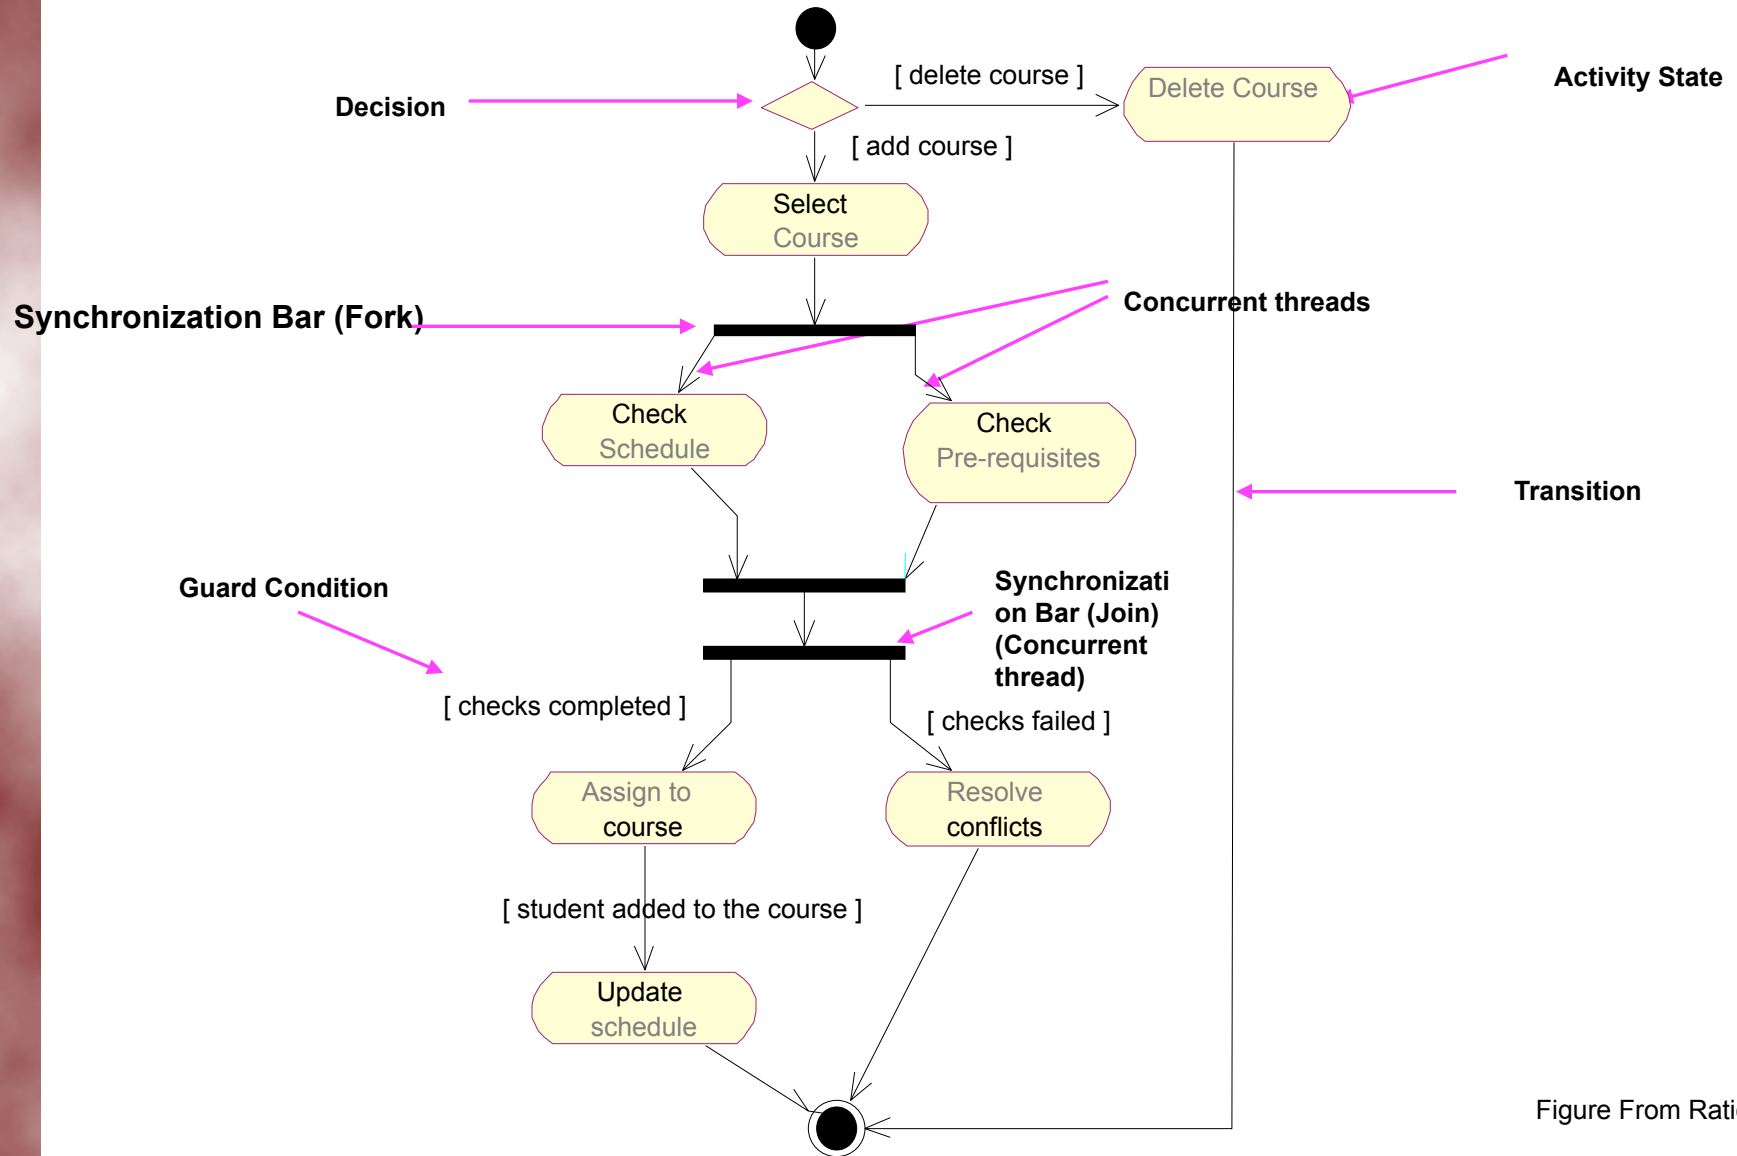 [ delete course ]
Delete Course
Activity State
Decision
[ add course ]
Select
Course
Concurrent threads
Synchronization Bar (Fork)
Check
Schedule
Check
Pre-requisites
Transition
Guard Condition
Synchronizati
on Bar (Join)
(Concurrent
thread)
[ checks completed ]
[ checks failed ]
Assign to
course
Resolve
conflicts
[ student added to the course ]
Update
schedule
Figure From